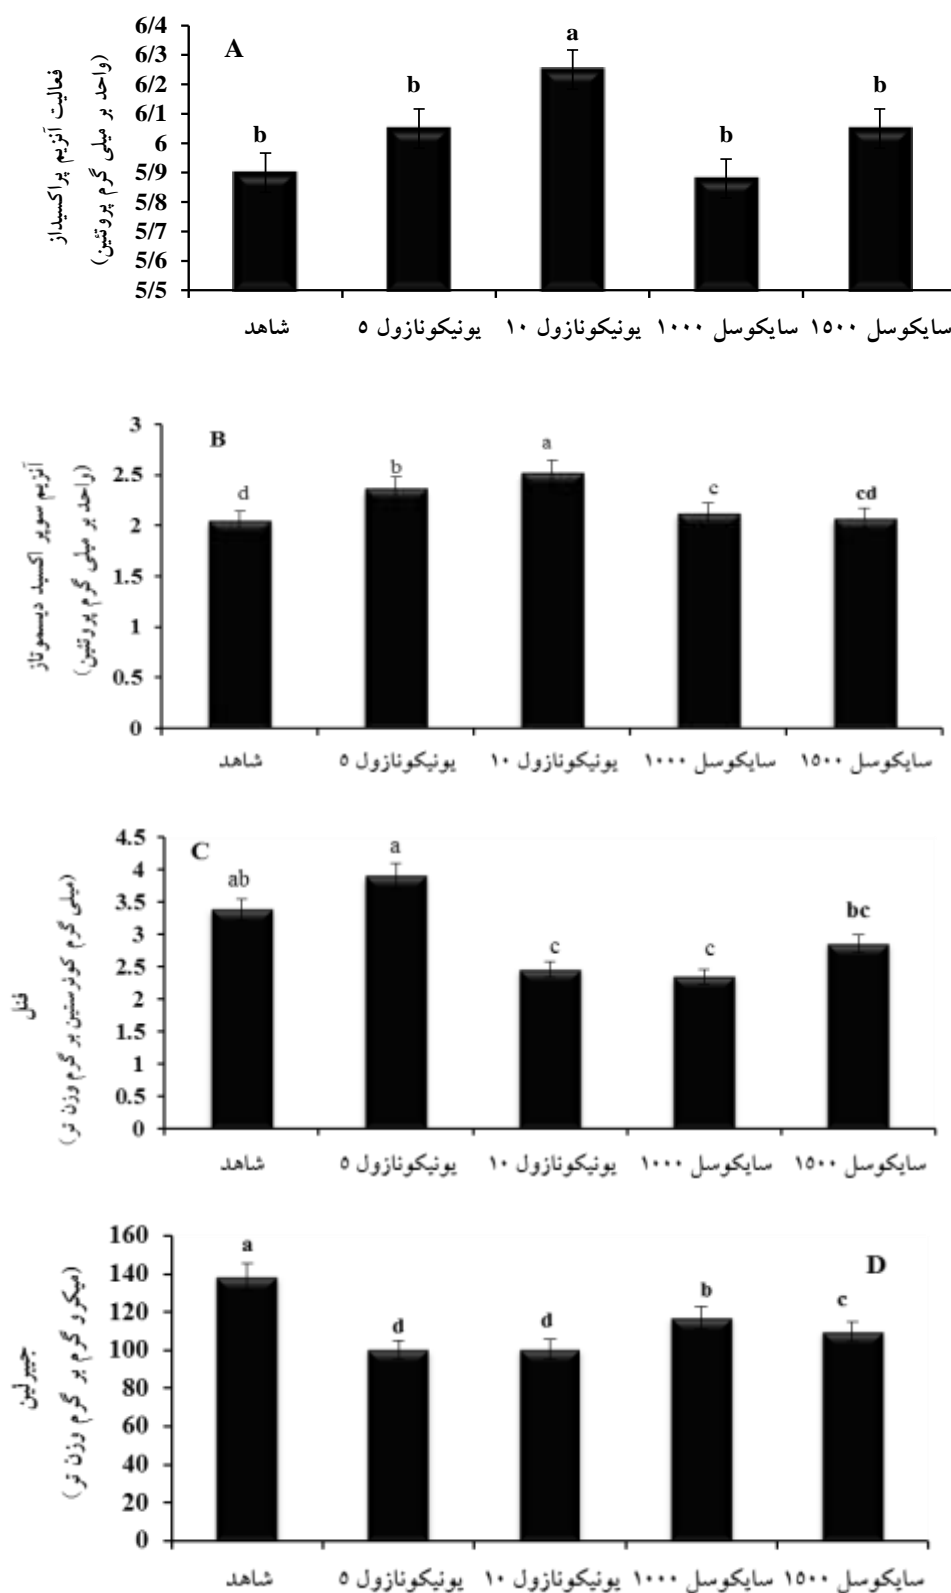 A
فعالیت آنزیم پراکسیداز
(واحد بر میلی گرم پروتئین)
6/4
6/3
6/2
6/1
6
5/9
5/8
5/7
5/6
5/5
b
b
a
b
b
شاهد
یونیکونازول ۵
یونیکونازول ۱۰
سایکوسل ۱۰۰۰
سایکوسل ۱۵۰۰
B
آنزیم سوپر اکسید دیسموتاز
(واحد بر میلی گرم پروتئین)
3
2.5
2
1.5
1
0.5
0
d
b
a
c
cd
شاهد
یونیکونازول ۵
یونیکونازول ۱۰
سایکوسل ۱۰۰۰
سایکوسل ۱۵۰۰
C
فنل
(میلی گرم کوئرستین بر گرم وزن تر)
4.5
4
3.5
3
2.5
2
1.5
1
0.5
0
ab
a
c
c
bc
شاهد
یونیکونازول ۵
یونیکونازول ۱۰
سایکوسل ۱۰۰۰
سایکوسل ۱۵۰۰
D
جیبرلین
(میکرو گرم بر گرم وزن تر)
160
140
120
100
80
60
40
20
0
a
d
d
b
c
شاهد
یونیکونازول ۵
یونیکونازول ۱۰
سایکوسل ۱۰۰۰
سایکوسل ۱۵۰۰